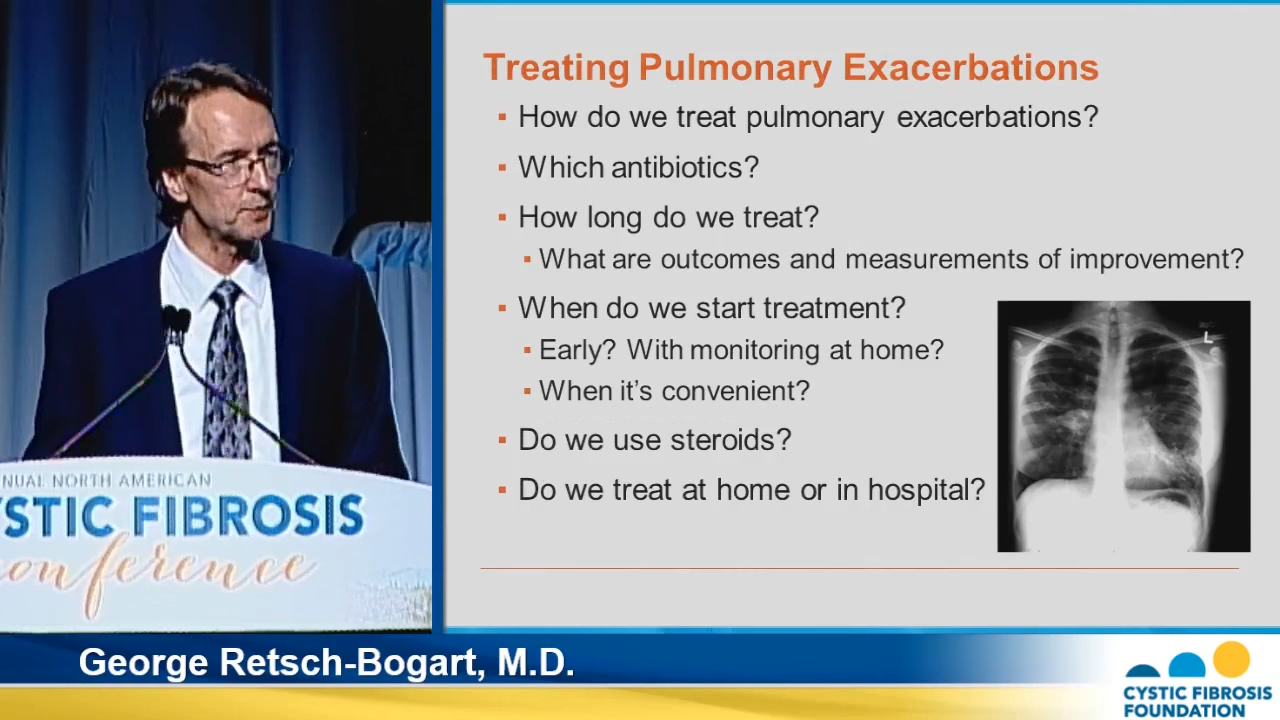 Treating Pulmonary Exacerbations
▪ How do we treat pulmonary exacerbations?
▪ Which antibiotics?
▪ How long do we treat?
▪ What are outcomes and measurements of improvement?
▪ When do we start treatment?
▪ Early? With monitoring at home?
▪ When it's convenient?
▪ Do we use steroids?
▪ Do we treat at home or in hospital?
L
NUAL NORTH AMERICAN
YSTIC FIBROSIS
onference
George Retsch-Bogart, M.D.
CYSTIC FIBROSIS
FOUNDATION